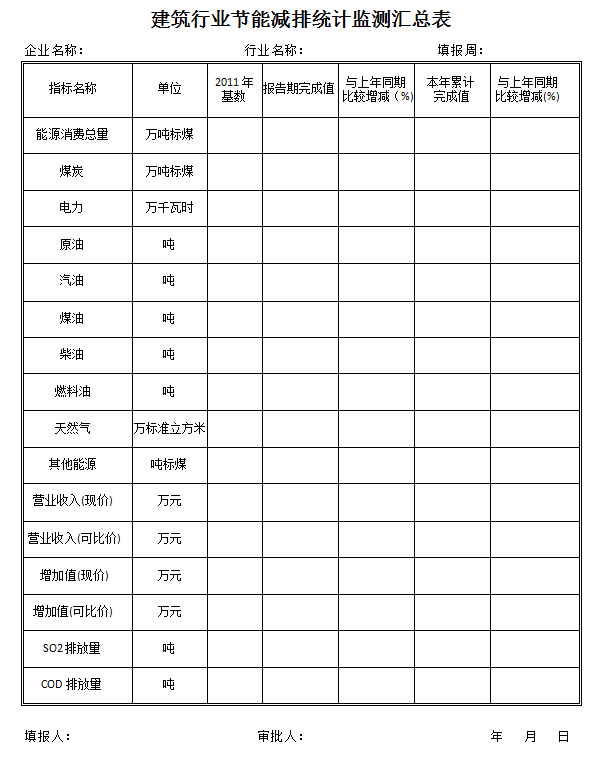 建筑行业节能减排统计监测汇总表
企业名称： 行业名称： 填报周：
指标名称 单位 2011年基数 报告期完成值 与上年同期比较增减（%） 本年累计完成值 与上年同期比较增减(%)
能源消费总量 万吨标煤
煤炭 万吨标煤
电力 万千瓦时
原油 吨
汽油 吨
煤油 吨
柴油 吨
燃料油 吨
天然气 万标准立方米
其他能源 吨标煤
营业收入(现价) 万元
营业收入(可比价) 万元
增加值(现价) 万元
增加值(可比价) 万元
SO2排放量 吨
COD 排放量 吨
填报人： 审批人： 年 月 日